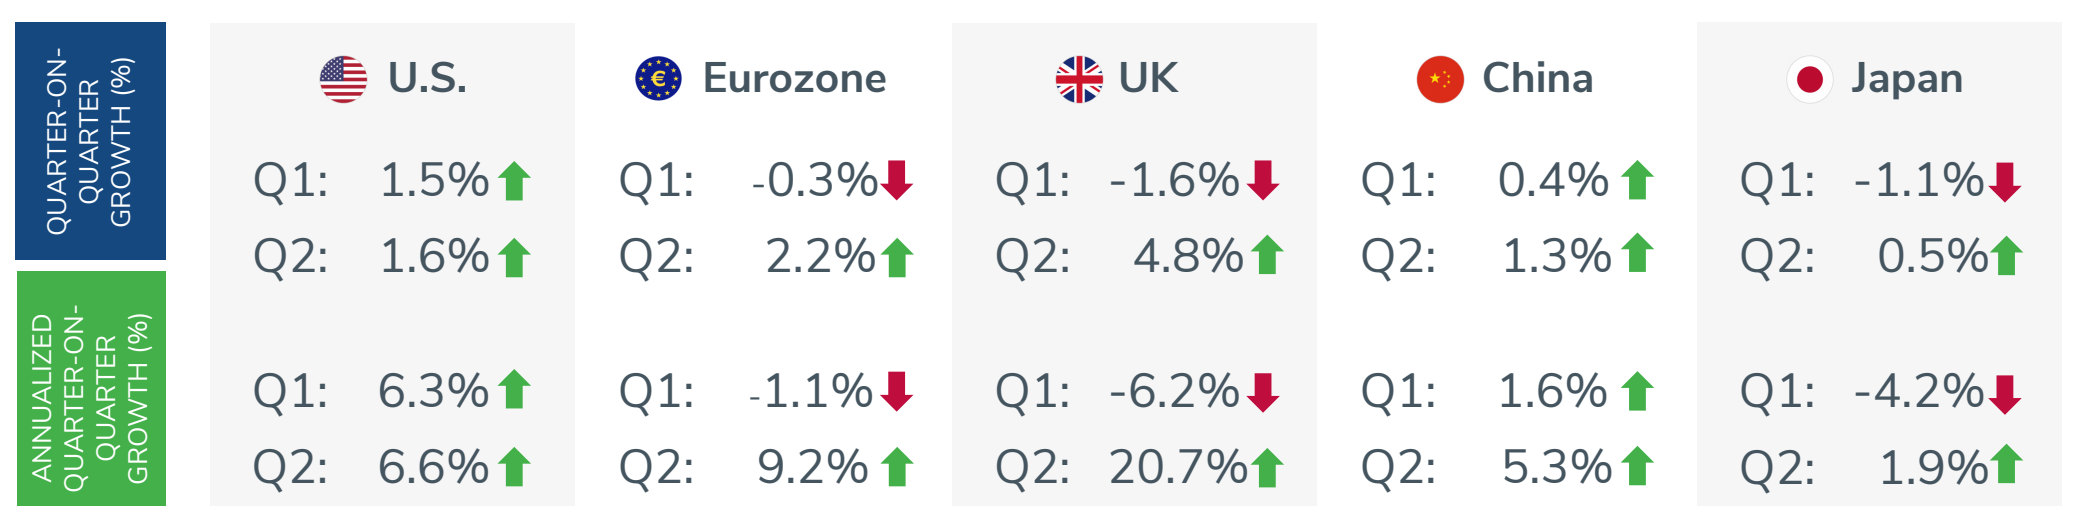 QUARTER-ON-
QUARTER
GROWTH (%)
ANNUALIZED
QUARTER-ON-
QUARTER
GROWTH (%)
U.S.
Q1: 1.5%
Q2: 1.6%
Q1: 6.3%
Q2: 6.6%
€
Eurozone
Q1: -0.3%
Q2: 2.2%
Q1: -1.1%
Q2: 9.2%
UK
Q1: -1.6%
Q2: 4.8%
Q1: -6.2%
Q2: 20.7%
China
Q1: 0.4%
Q2: 1.3%
Q1: 1.6%
Q2: 5.3%
Japan
Q1: -1.1%
Q2: 0.5%
Q1: -4.2%
Q2: 1.9%